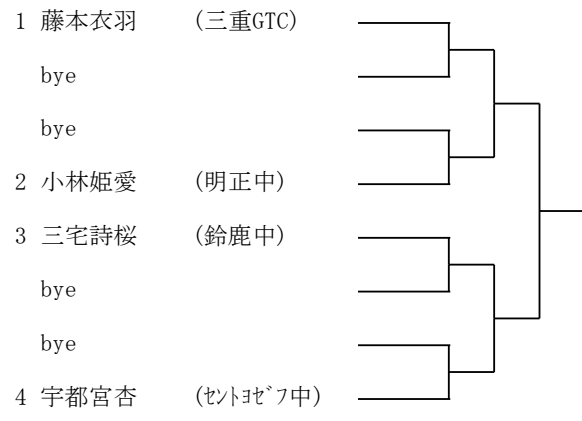 1 藤本衣羽 (三重GTC)
bye
bye
2 小林姫愛 (明正中)
3 三宅詩桜 (鈴鹿中)
bye
bye
4 宇都宮杏 (ｾﾝﾄﾖｾﾞﾌ中)